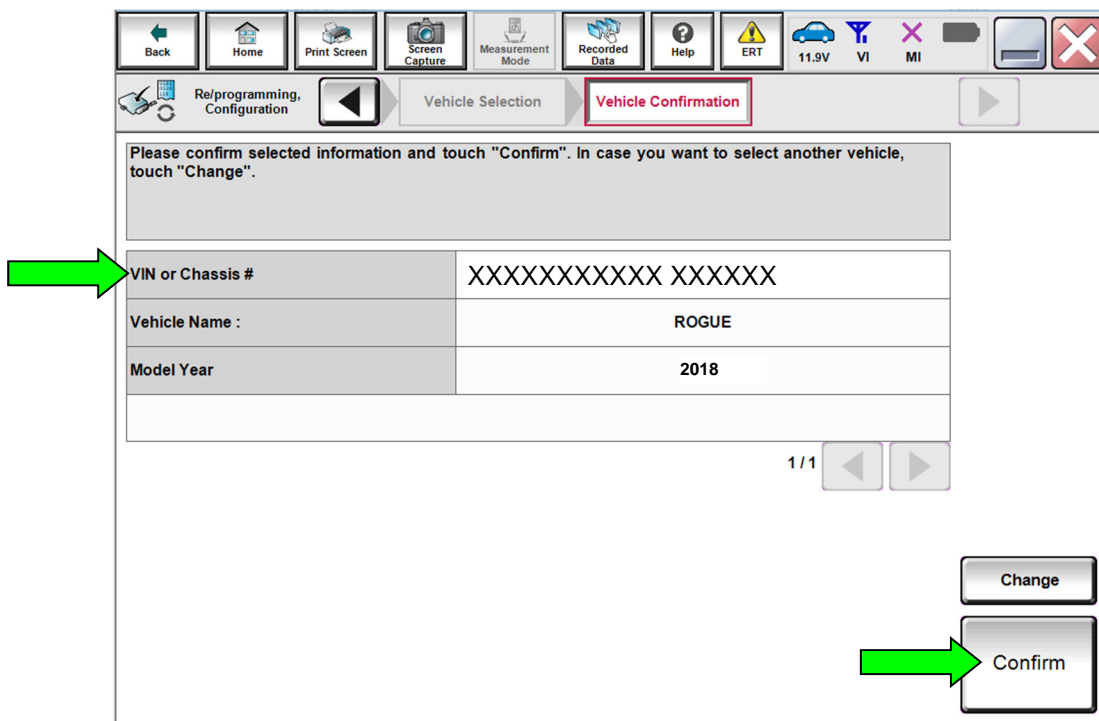 Back
Home
Print Screen
Screen
Capture
Measurement
Mode
Recorded
Data
Help
ERT
11.9V
VI
MI
Re/programming,
Configuration
Vehicle Selection
Vehicle Confirmation
Please confirm selected information and touch "Confirm". In case you want to select another vehicle,
touch "Change".
VIN or Chassis # XXXXXXXXXXX XXXXXX
Vehicle Name : ROGUE
Model Year 2018
1 / 1
Change
Confirm